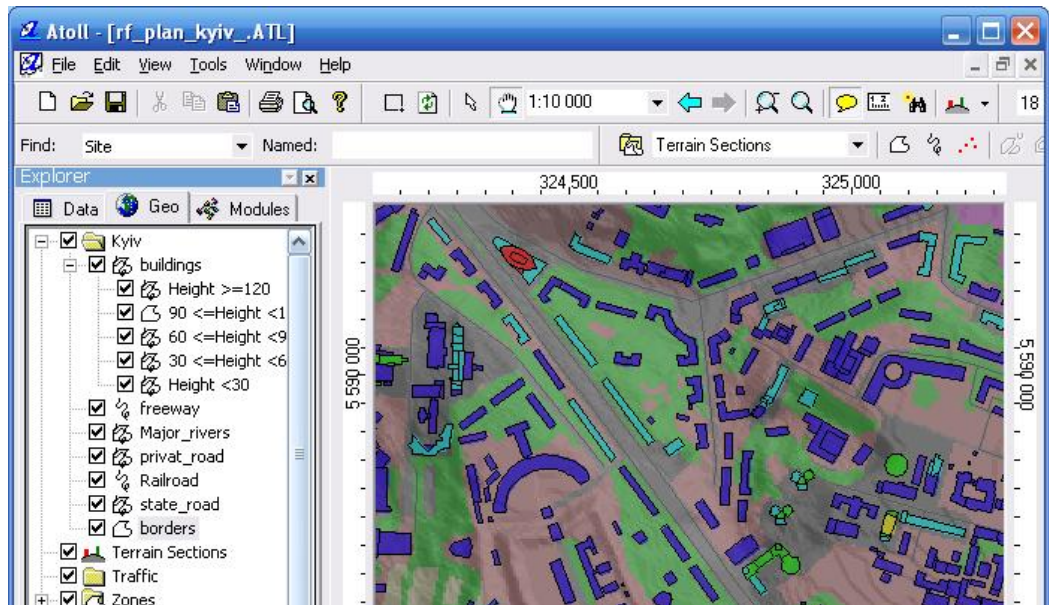 Atoll - [rf_plan_kyiv_.ATL]
File Edit View Tools Window Help
1:10 000
18
Find: Site Named:
Terrain Sections
Explorer
Data Geo Modules
324,500 325,000
Kyiv
buildings
Height >=120
90 <=Height <1
60 <=Height <9
30 <=Height <6
Height <30
freeway
Major_rivers
privat_road
Railroad
state_road
borders
Terrain Sections
Traffic
Zones
5 590 000
5,590,000